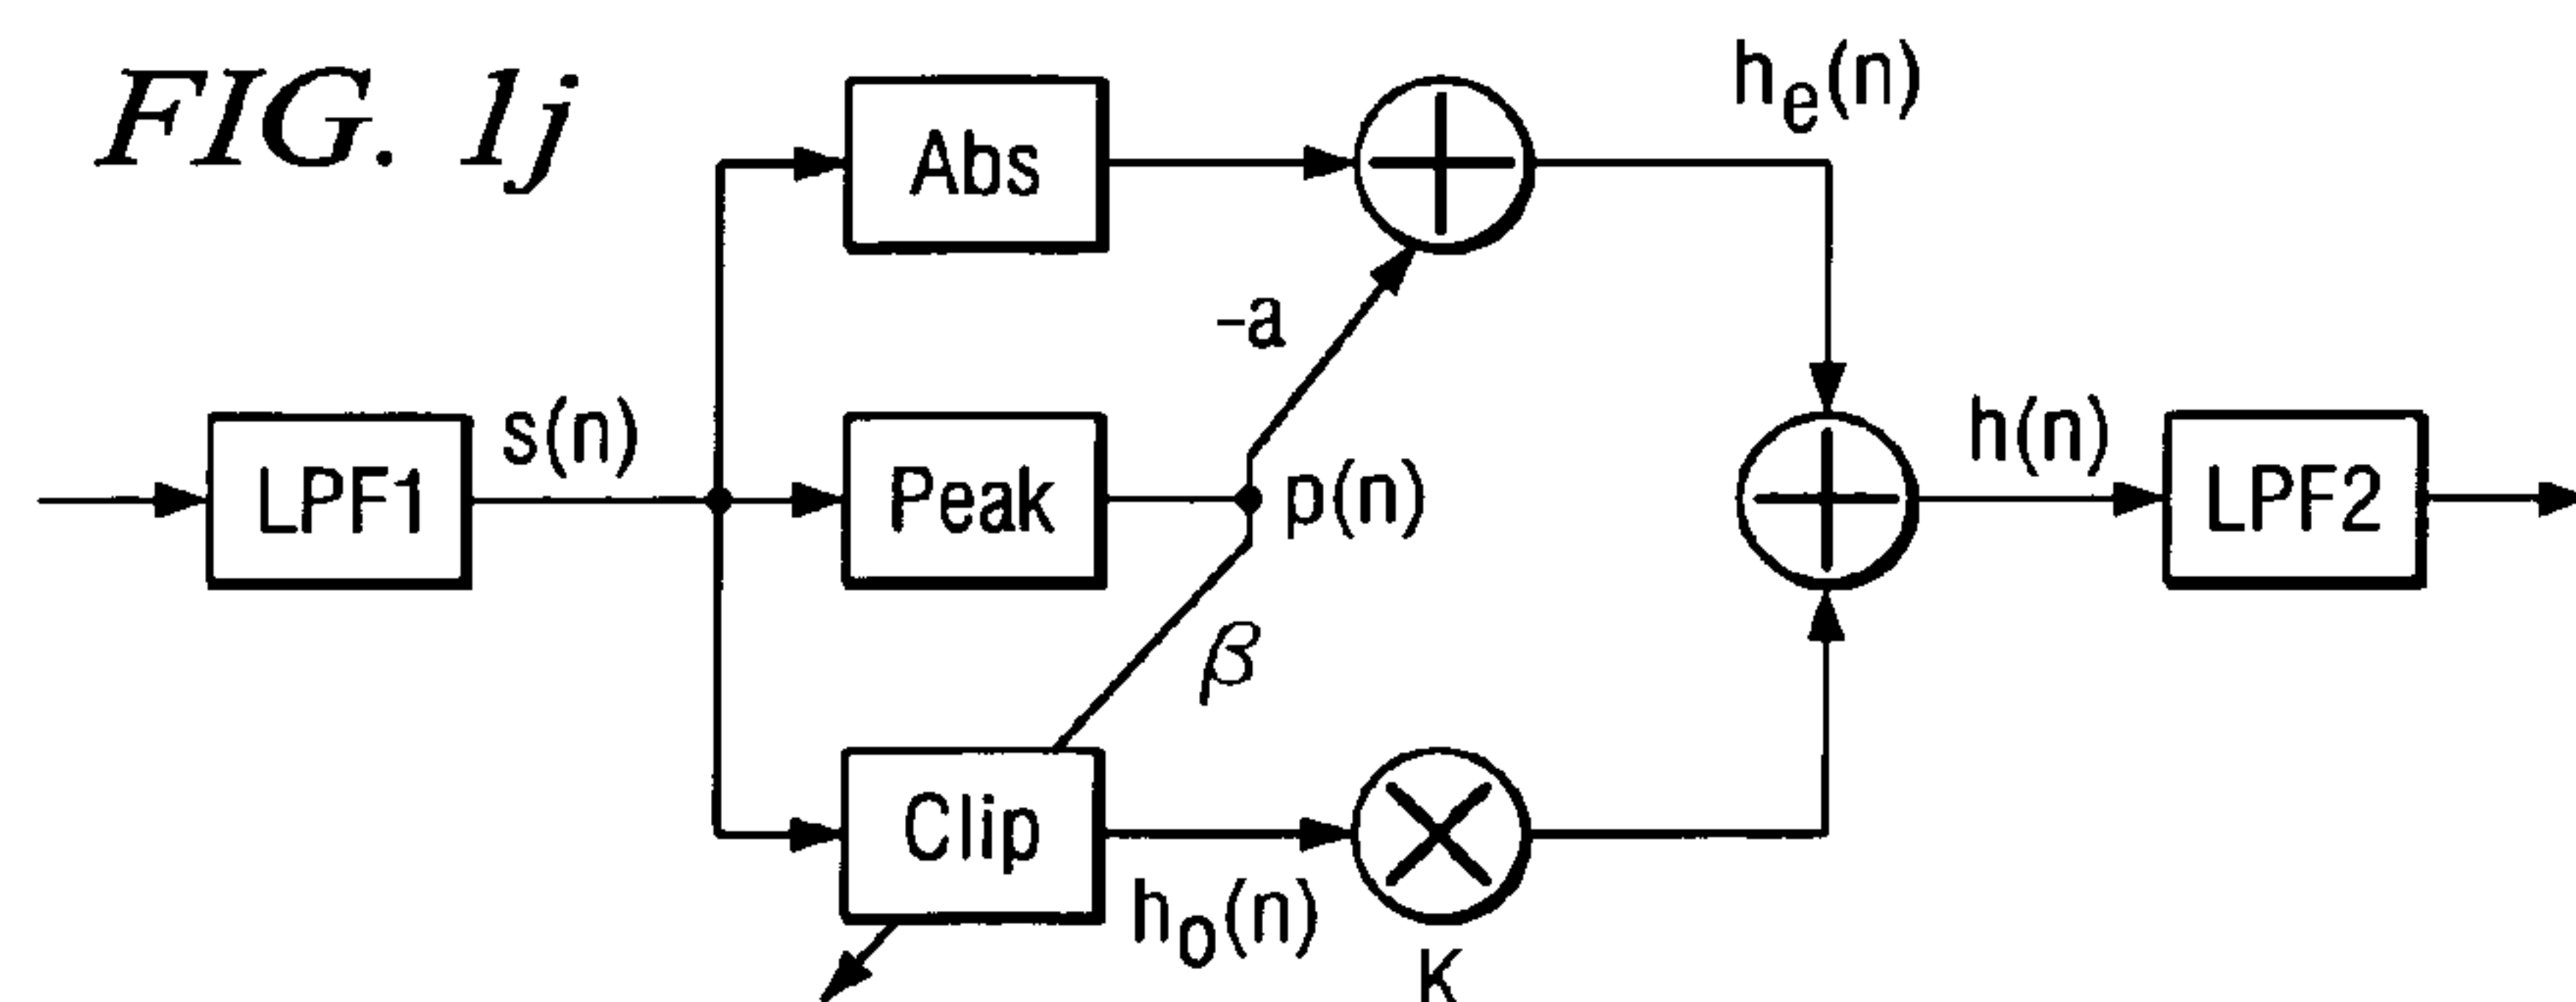 FIG. 1j
Abs
he(n)
-a
LPF1
s(n)
Peak
p(n)
h(n)
LPF2
β
Clip
ho(n)
K